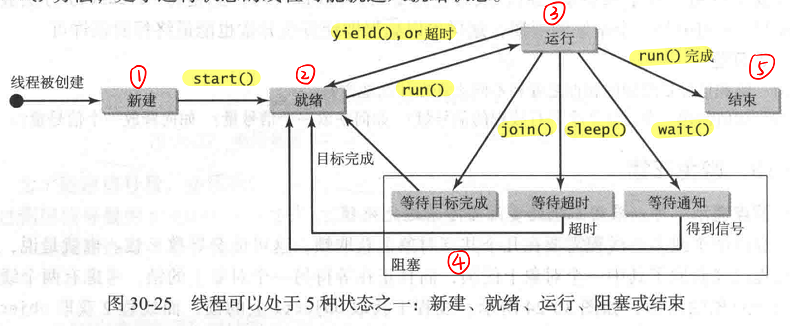 ③
yield(),or 超时
运行
①
②
run() 完成
⑤
线程被创建
start()
run()
新建
就绪
结束
join() sleep() wait()
目标完成
等待目标完成
等待超时
等待通知
超时
得到信号
④
阻塞
图 30-25 线程可以处于 5 种状态之一：新建、就绪、运行、阻塞或结束